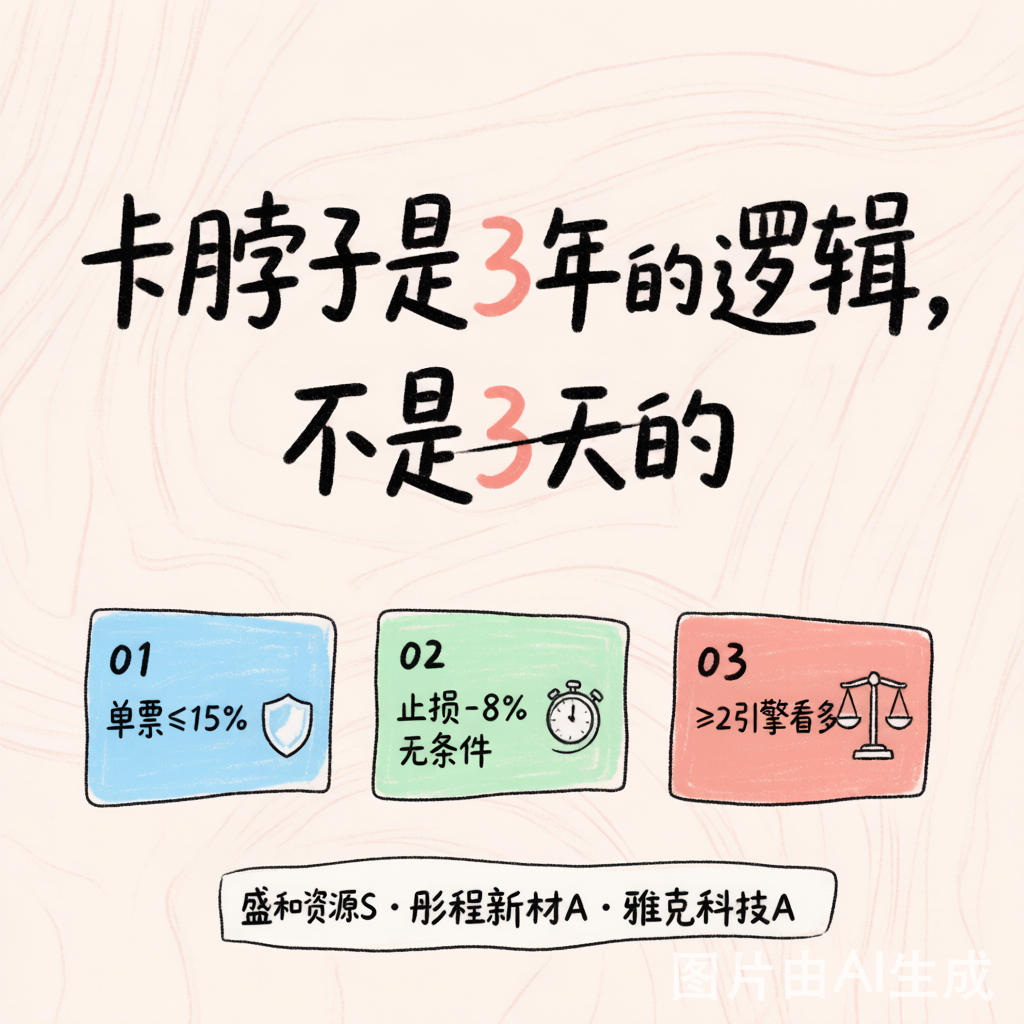 卡脖子是3年的逻辑，
不是3天的
01
单票≤15%
02
止损-8%
无条件
03
≥2引擎看多
盛和资源S·彤程新材A·雅克科技A
图片由AI生成